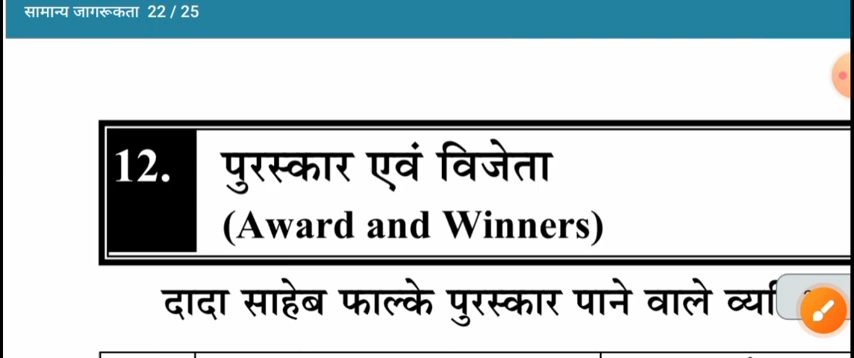 सामान्य जागरूकता 22 / 25
12. पुरस्कार एवं विजेता
(Award and Winners)
दादा साहेब फाल्के पुरस्कार पाने वाले